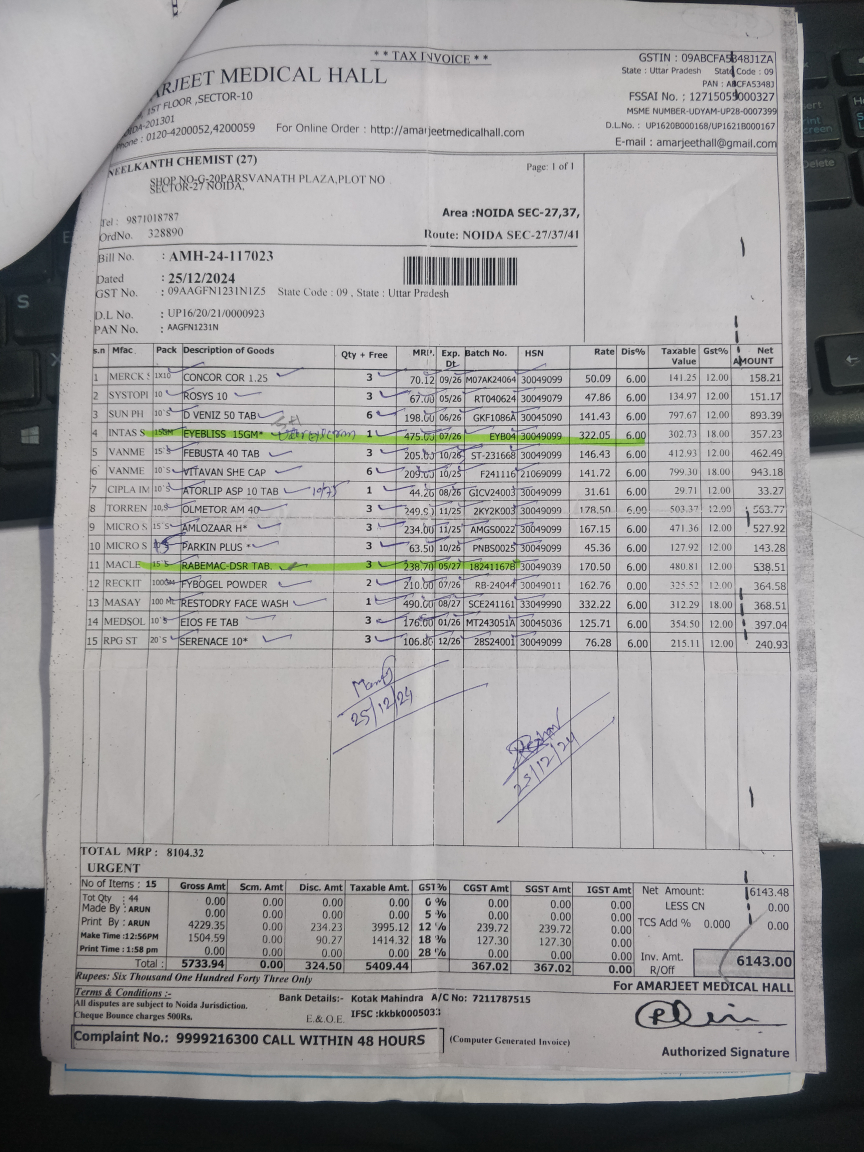 * * TAX INVOICE * *
GSTIN : 09ABCFA5348J1ZA
State : Uttar Pradesh State Code : 09
PAN : ABCFA5348J
FSSAI No. : 12715055000327
MSME NUMBER-UDYAM-UP28-0007399
D.L.No. : UP1620B000168/UP1621B000167
E-mail : amarjeethall@gmail.com
ARJEET MEDICAL HALL
1ST FLOOR ,SECTOR-10
201301
Phone : 0120-4200052,4200059 For Online Order : http://amarjeetmedicalhall.com
NEELKANTH CHEMIST (27) Page: 1 of 1
SHOP NO-G-20PARSVANATH PLAZA,PLOT NO
SECTOR-27 NOIDA,
Tel : 9871018787 Area :NOIDA SEC-27,37,
OrdNo. 328890 Route: NOIDA SEC-27/37/41
Bill No. : AMH-24-117023
Dated : 25/12/2024
GST No. : 09AAGFN1231N1Z5 State Code : 09 , State : Uttar Pradesh
D.L No. : UP16/20/21/0000923
PAN No. : AAGFN1231N
s.n Mfac Pack Description of Goods Qty + Free MRP. Exp. Dt. Batch No. HSN Rate Dis% Taxable Value Gst% Net AMOUNT
1 MERCK S 1X10 CONCOR COR 1.25 3 70.12 09/26 M07AK24064 30049099 50.09 6.00 141.25 12.00 158.21
2 SYSTOPI 10 ROSYS 10 3 67.00 05/26 RT040624 30049079 47.86 6.00 134.97 12.00 151.17
3 SUN PH 10'S D VENIZ 50 TAB 6 198.00 06/26 GKF1086A 30045090 141.43 6.00 797.67 12.00 893.39
4 INTAS S 15GM EYEBLISS 15GM* 1 475.00 07/26 EYB04 30049099 322.05 6.00 302.73 18.00 357.23
5 VANME 15'S FEBUSTA 40 TAB 3 205.00 10/26 ST-231668 30049099 146.43 6.00 412.93 12.00 462.49
6 VANME 10'S VITAVAN SHE CAP 6 209.00 10/25 F241116 21069099 141.72 6.00 799.30 18.00 943.18
7 CIPLA IM 10'S ATORLIP ASP 10 TAB 10/75 1 44.26 08/26 GICV24003 30049099 31.61 6.00 29.71 12.00 33.27
8 TORREN 10,S OLMETOR AM 40 3 249.9 11/25 2KY2K003 30049099 178.50 6.00 503.37 12.00 563.77
9 MICRO S 15'S AMLOZAAR H* 3 234.00 11/25 AMGS0022 30049099 167.15 6.00 471.36 12.00 527.92
10 MICRO S 15 PARKIN PLUS * 3 63.50 10/26 PNBS0025 30049099 45.36 6.00 127.92 12.00 143.28
11 MACLE 15'S RABEMAC-DSR TAB. 3 238.70 05/27 18241167B 30049039 170.50 6.00 480.81 12.00 538.51
12 RECKIT 100GM FYBOGEL POWDER 2 210.00 07/26 RB-24044 30049011 162.76 0.00 325.52 12.00 364.58
13 MASAY 100 ML RESTODRY FACE WASH 1 490.00 08/27 SCE241161 33049990 332.22 6.00 312.29 18.00 368.51
14 MEDSOL 10'S EIOS FE TAB 3 176.00 01/26 MT243051A 30045036 125.71 6.00 354.50 12.00 397.04
15 RPG ST 20'S SERENACE 10* 3 106.80 12/26 28S24001 30049099 76.28 6.00 215.11 12.00 240.93
25/12/24
25/12/24
TOTAL MRP : 8104.32
URGENT
No of Items : 15 Gross Amt Scm. Amt Disc. Amt Taxable Amt. GST% CGST Amt SGST Amt IGST Amt Net Amount: 6143.48
Tot Qty : 44 0.00 0.00 0.00 0.00 0 % 0.00 0.00 0.00 LESS CN 0.00
Made By : ARUN 0.00 0.00 0.00 0.00 5 % 0.00 0.00 0.00 TCS Add % 0.000 0.00
Print By : ARUN 4229.35 0.00 234.23 3995.12 12 % 239.72 239.72 0.00
Make Time :12:56PM 1504.59 0.00 90.27 1414.32 18 % 127.30 127.30 0.00
Print Time : 1:58 pm 0.00 0.00 0.00 0.00 28 % 0.00 0.00 0.00 Inv. Amt. 6143.00
Total : 5733.94 0.00 324.50 5409.44 367.02 367.02 0.00 R/Off
Rupees: Six Thousand One Hundred Forty Three Only
For AMARJEET MEDICAL HALL
Terms & Conditions :-
All disputes are subject to Noida Jurisdiction.
Cheque Bounce charges 500Rs.
Bank Details:- Kotak Mahindra A/C No: 7211787515
E.& O.E. IFSC :kkbk0005033
Complaint No.: 9999216300 CALL WITHIN 48 HOURS (Computer Generated Invoice)
Authorized Signature